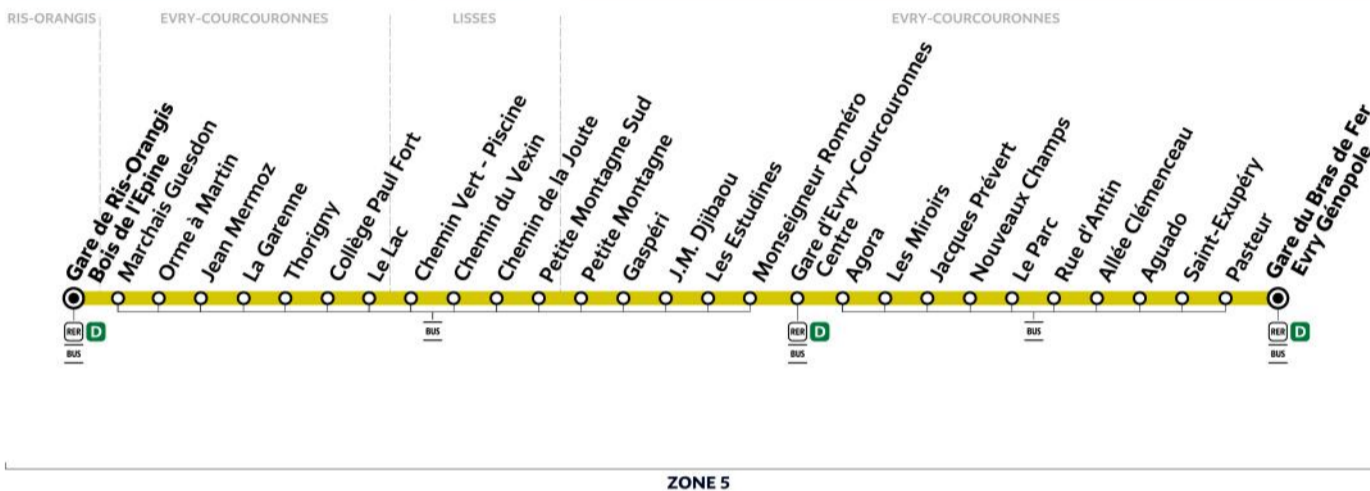 RIS-ORANGIS
EVRY-COURCOURONNES
LISSES
EVRY-COURCOURONNES
Gare de Ris-Orangis
Bois de l'Epine
Marchais Guesdon
Orme à Martin
Jean Mermoz
La Garenne
Thorigny
Collège Paul Fort
Le Lac
Chemin Vert - Piscine
Chemin du Vexin
Chemin de la Joute
Petite Montagne Sud
Petite Montagne
Gaspéri
J.M. Djibaou
Les Estudines
Monseigneur Roméro
Gare d'Evry-Courcouronnes
Centre
Agora
Les Miroirs
Jacques Prévert
Nouveaux Champs
Le Parc
Rue d'Antin
Allée Clémenceau
Aguado
Saint-Exupéry
Pasteur
Gare du Bras de Fer
Evry Génopole
RER D
BUS
BUS
RER D
BUS
BUS
RER D
BUS
ZONE 5